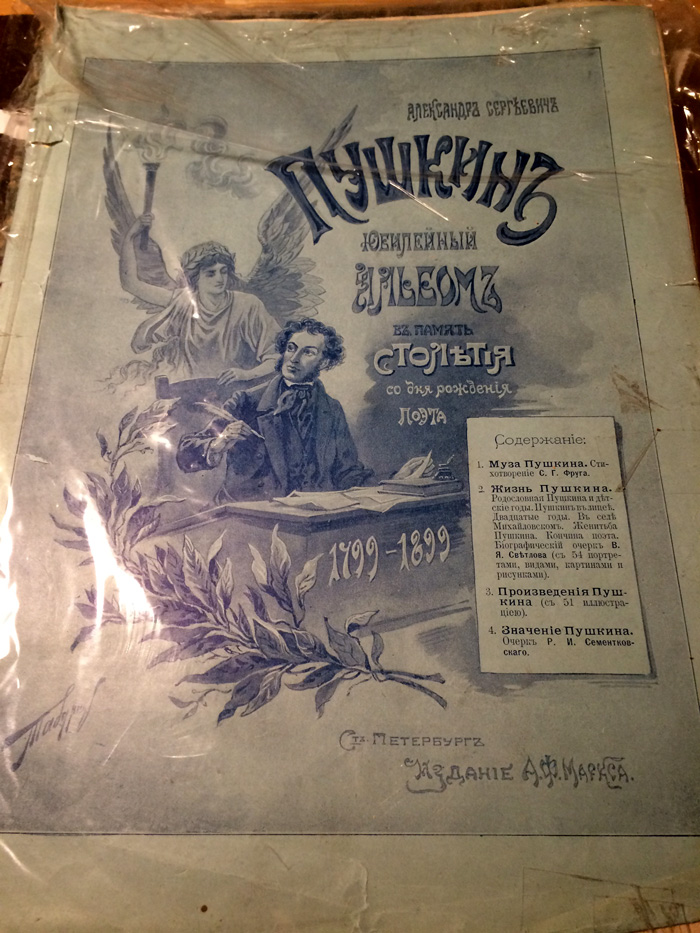 АЛЕКСАНДРЪ СЕРГѢЕВИЧЪ
ПУШКИНЪ
ЮБИЛЕЙНЫЙ
АЛЬБОМЪ
ВЪ ПАМЯТЬ
СТОЛѢТІЯ
со дня рожденія
ПОЭТА
Содержаніе:
1. Муза Пушкина. Сти-
хотвореніе С. Г. Фруга.
2. Жизнь Пушкина.
Родословная Пушкина и дѣт-
скіе годы. Пушкинъ въ лицеѣ.
Двадцатые годы. Въ селѣ
Михайловскомъ. Женитьба
Пушкина. Кончина поэта.
Біографическій очеркъ В.
Я. Свѣтлова (съ 54 портре-
тами, видами, картинами и
рисунками).
3. Произведенія Пуш-
кина (съ 51 иллюстра-
ціею).
4. Значеніе Пушкина.
Очеркъ Р. И. Сементков-
скаго.
1799-1899
Стъ. ПЕТЕРБУРГЪ
ИЗДАНІЕ А. Ф. МАРКСА.